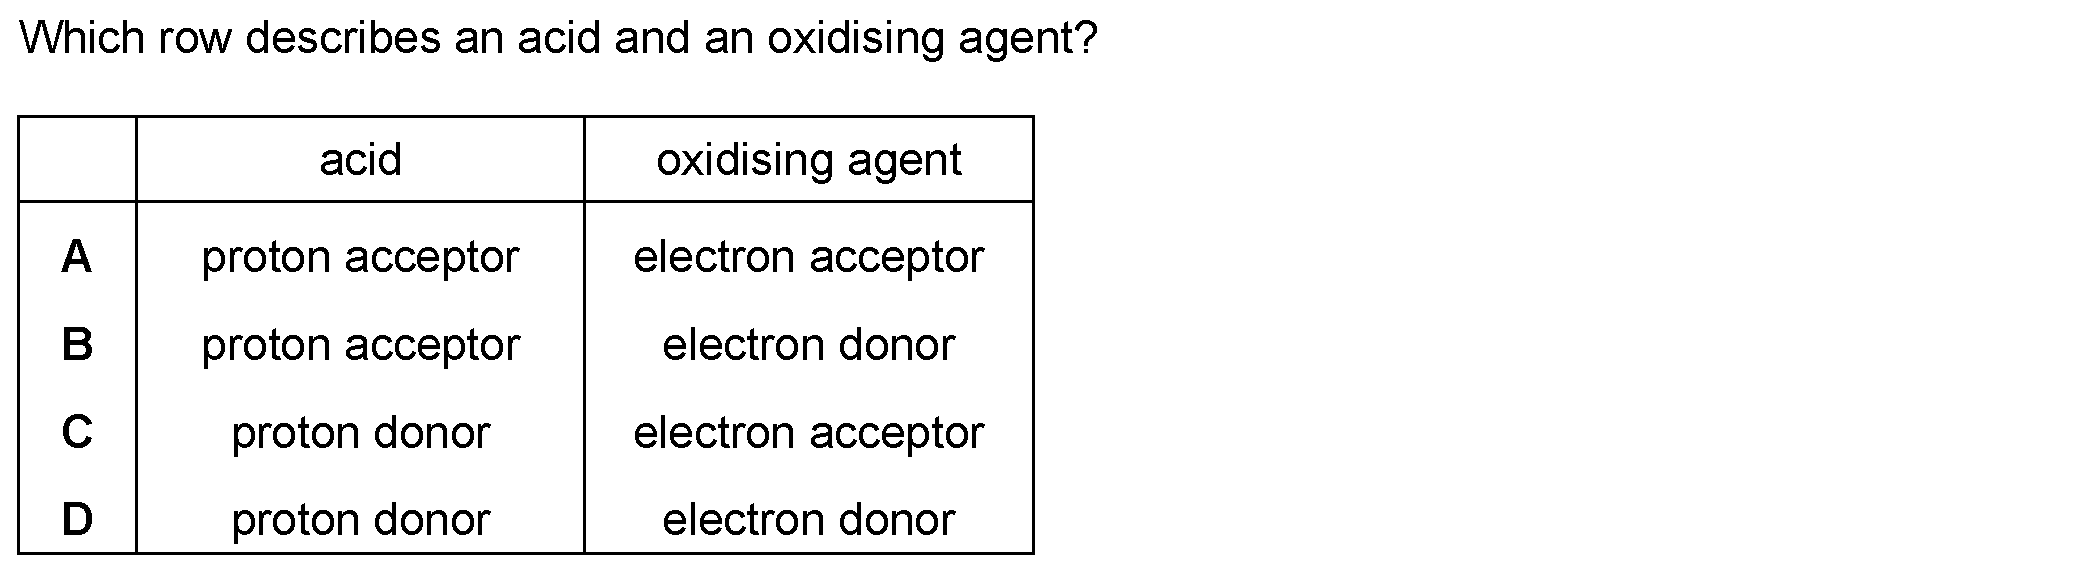 Which row describes an acid and an oxidising agent?
acid oxidising agent
A proton acceptor electron acceptor
B proton acceptor electron donor
C proton donor electron acceptor
D proton donor electron donor